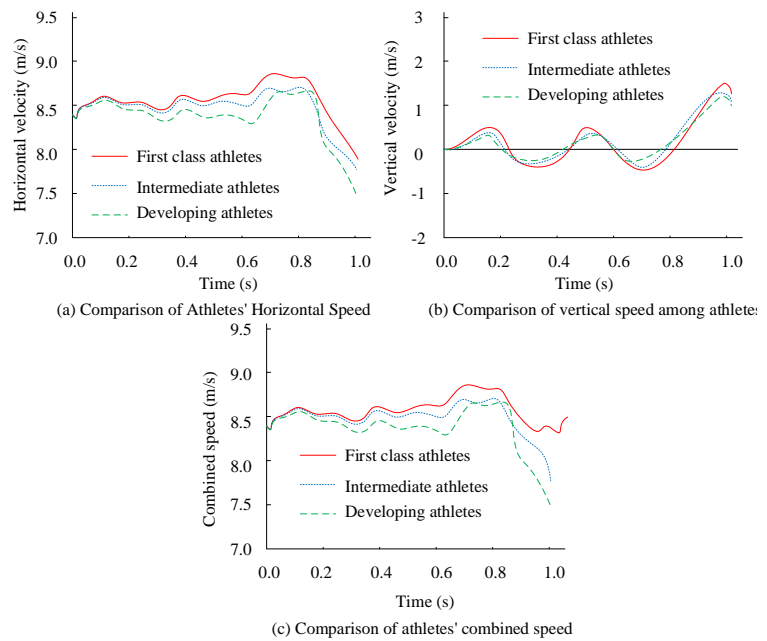 9.5
9.0
8.5
8.0
7.5
7.0
Horizontal velocity (m/s)
First class athletes
Intermediate athletes
Developing athletes
0.0 0.2 0.4 0.6 0.8 1.0
Time (s)
(a) Comparison of Athletes' Horizontal Speed
3
2
1
0
-1
-2
Vertical velocity (m/s)
First class athletes
Intermediate athletes
Developing athletes
0.0 0.2 0.4 0.6 0.8 1.0
Time (s)
(b) Comparison of vertical speed among athletes
9.5
9.0
8.5
8.0
7.5
7.0
Combined speed (m/s)
First class athletes
Intermediate athletes
Developing athletes
0.0 0.2 0.4 0.6 0.8 1.0
Time (s)
(c) Comparison of athletes' combined speed